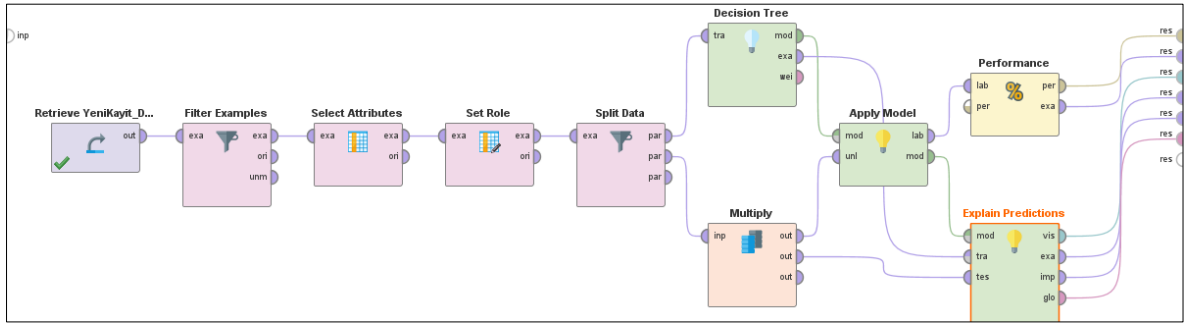 inp
Retrieve YeniKayit_D...
out
Filter Examples
exa exa
ori
unm
Select Attributes
exa exa
ori
Set Role
exa exa
ori
Split Data
exa par
par
par
Decision Tree
tra mod
exa
wei
Multiply
inp out
out
out
Apply Model
mod lab
unl mod
Performance
lab % per
per exa
Explain Predictions
mod vis
tra exa
tes imp
glo
res
res
res
res
res
res
res